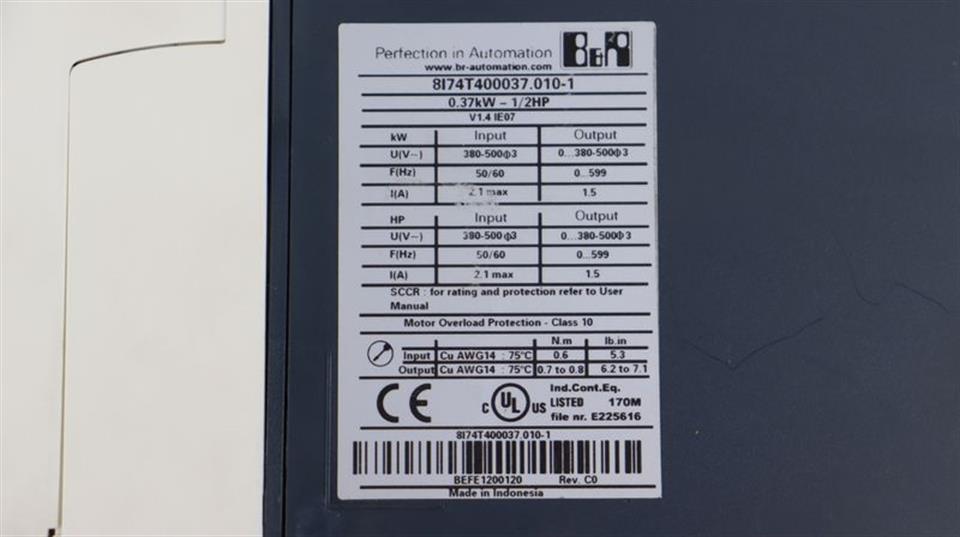 Perfection in Automation B&R
www.br-automation.com
8I74T400037.010-1
0.37kW - 1/2HP
V1.4 IE07
kW Input Output
U(V~) 380-500ϕ3 0...380-500ϕ3
F(Hz) 50/60 0...599
I(A) 2.1 max 1.5
HP Input Output
U(V~) 380-500ϕ3 0...380-500ϕ3
F(Hz) 50/60 0...599
I(A) 2.1 max 1.5
SCCR : for rating and protection refer to User
Manual
Motor Overload Protection - Class 10
N.m lb.in
Input Cu AWG14 : 75°C 0.6 5.3
Output Cu AWG14 : 75°C 0.7 to 0.8 6.2 to 7.1
CE C UL US
Ind.Cont.Eq.
LISTED 170M
file nr. E225616
8I74T400037.010-1
BEFE1200120 Rev. C0
Made in Indonesia